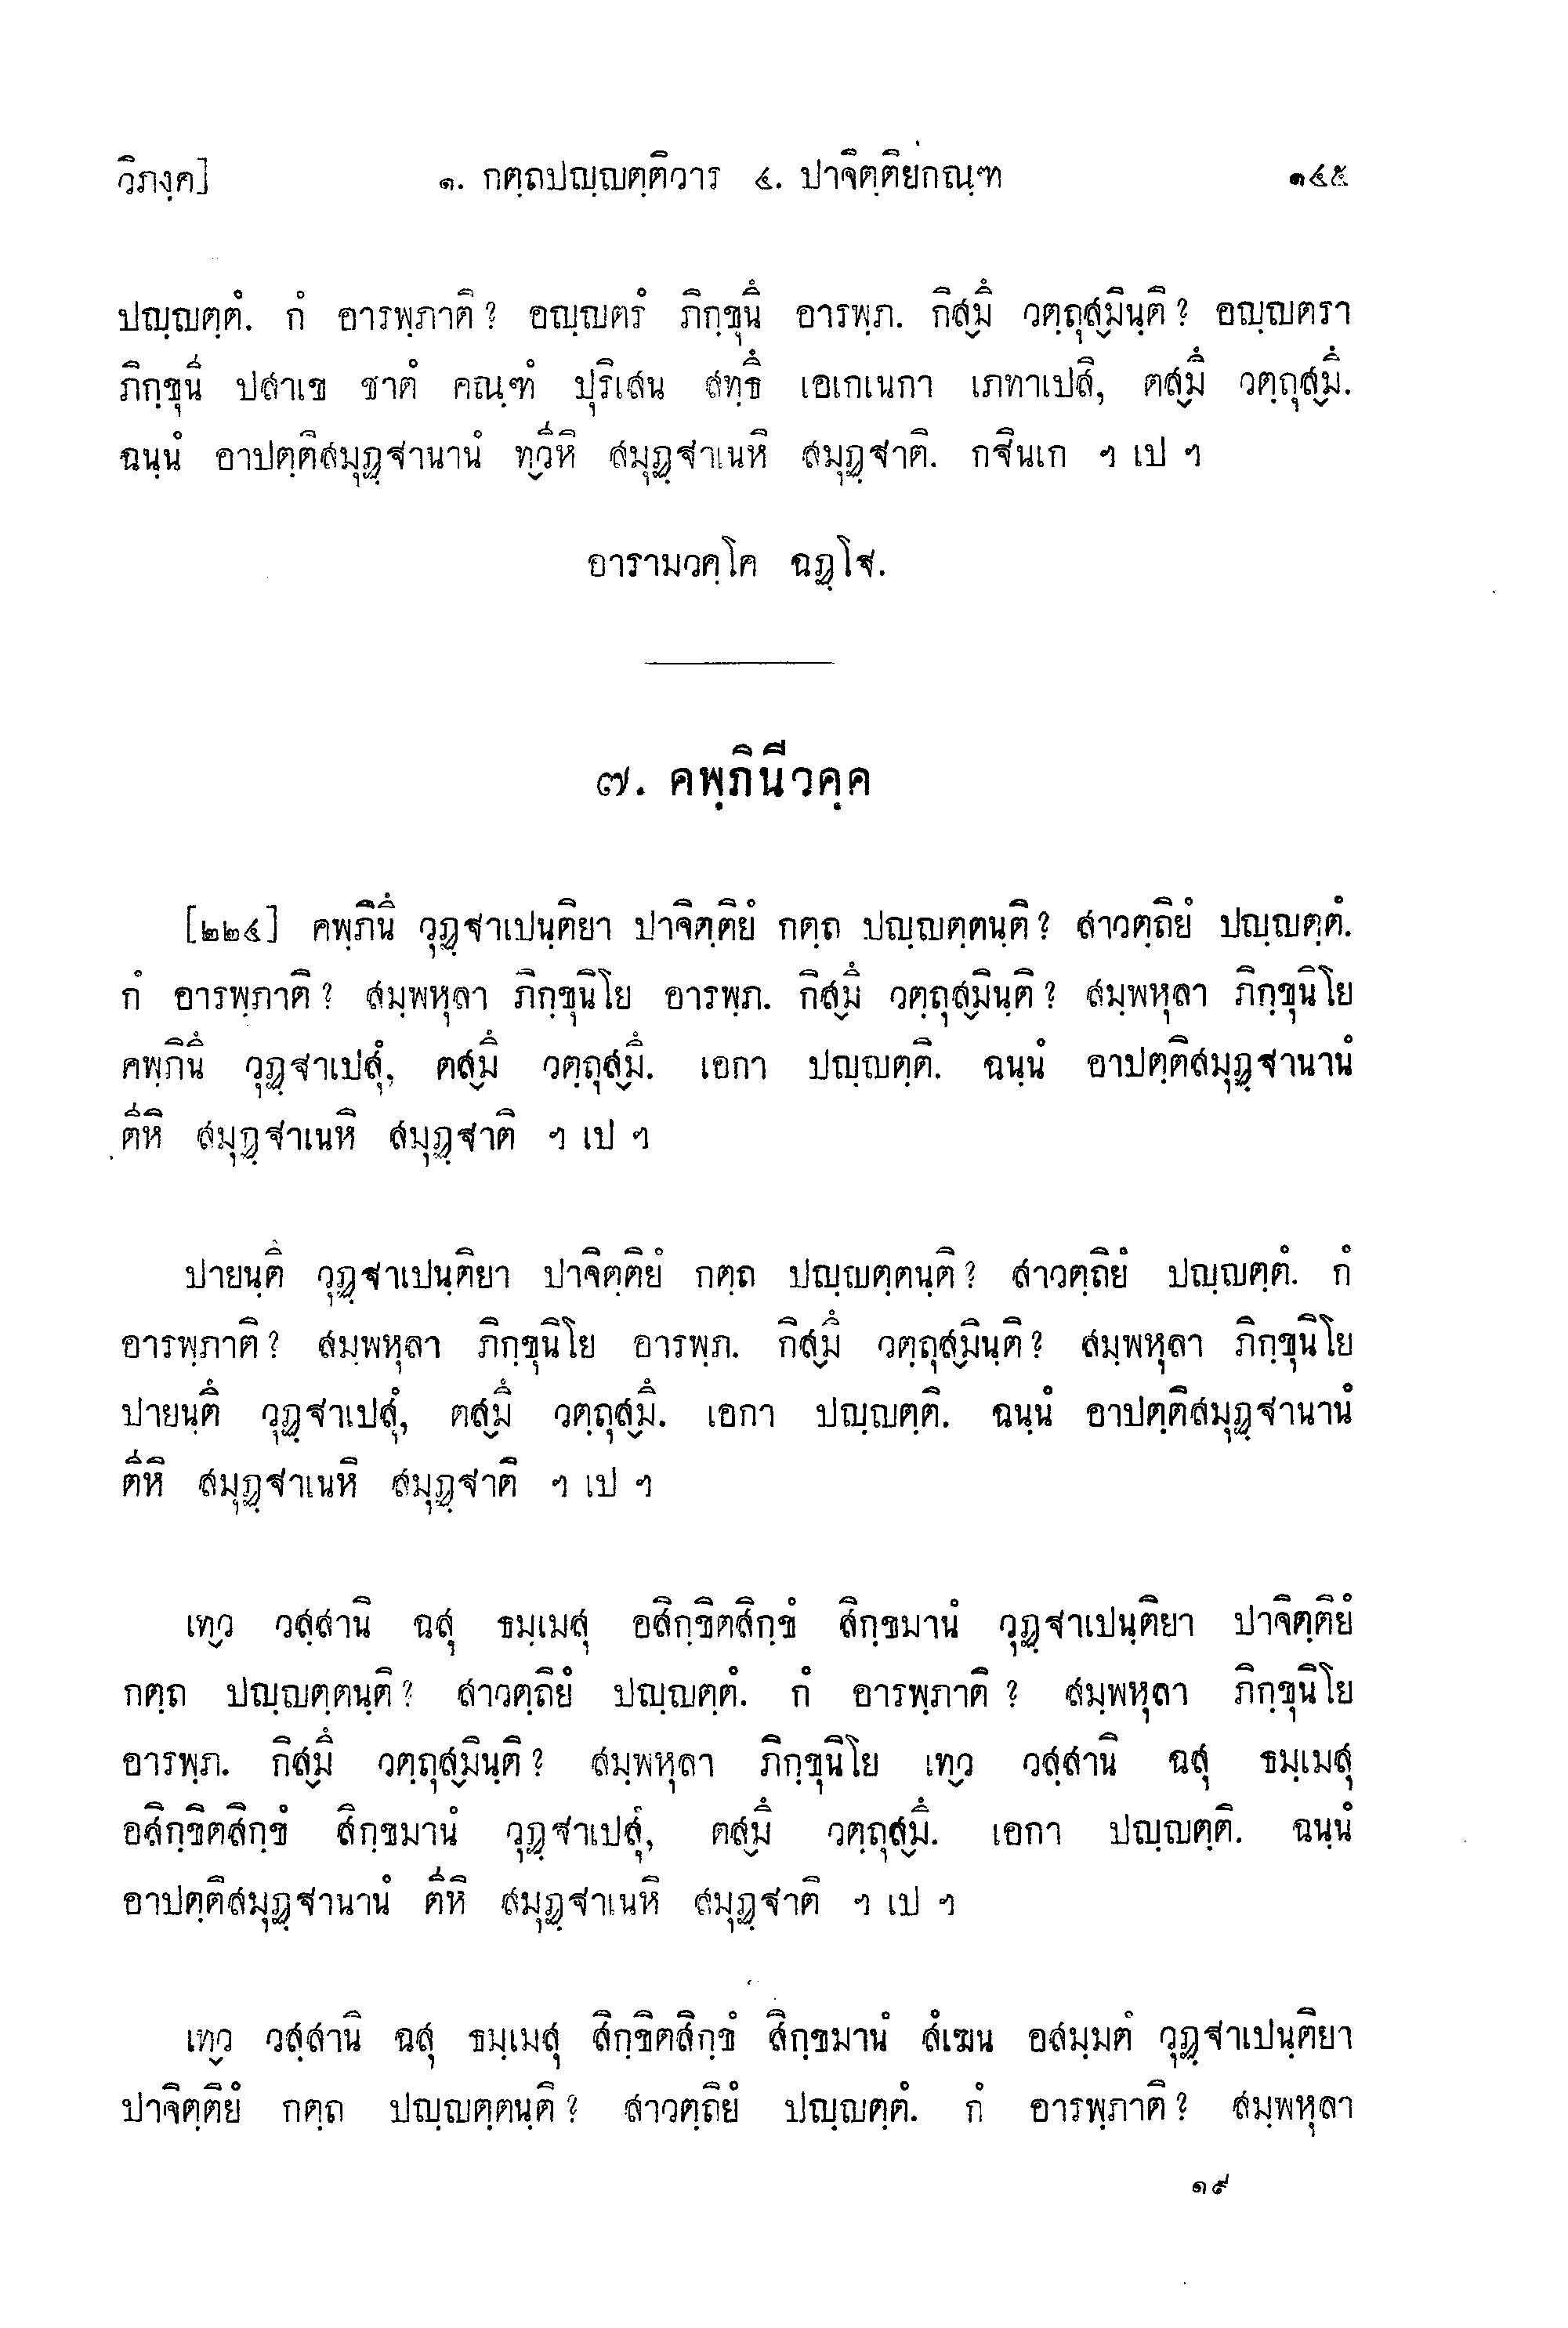 วิภงฺค]	๑. กตฺถปญฺญตฺติวาร ๔. ปาจิตฺติยกณฺฑ	๑๔๕
ปญฺญตฺตํ. กํ อารพฺภาติ? อญฺญตรํ ภิกฺขุนึ อารพฺภ. กิสฺมึ วตฺถุสฺมินฺติ? อญฺญตรา
ภิกฺขุนี ปสาเข ชาตํ คณฺฑํ ปุริเสน สทฺธึ เอเกเนกา เภทาเปสิ, ตสฺมึ วตฺถุสฺมึ.
ฉนฺนํ อาปตฺติสมุฏฺฐานานํ ทฺวีหิ สมุฏฺฐาเนหิ สมุฏฺฐาติ. กฐินเก ฯ เป ฯ
อารามวคฺโค ฉฏฺโฐ.
๗. คพฺภินีวคฺค
[๒๒๔] คพฺภินึ วุฏฺฐาเปนฺติยา ปาจิตฺติยํ กตฺถ ปญฺญตฺตนฺติ? สาวตฺถิยํ ปญฺญตฺตํ.
กํ อารพฺภาติ? สมฺพหุลา ภิกฺขุนิโย อารพฺภ. กิสฺมึ วตฺถุสฺมินฺติ? สมฺพหุลา ภิกฺขุนิโย
คพฺภินึ วุฏฺฐาเปสุํ, ตสฺมึ วตฺถุสฺมึ. เอกา ปญฺญตฺติ. ฉนฺนํ อาปตฺติสมุฏฺฐานานํ
ตีหิ สมุฏฺฐาเนหิ สมุฏฺฐาติ ฯ เป ฯ
ปายนฺตึ วุฏฺฐาเปนฺติยา ปาจิตฺติยํ กตฺถ ปญฺญตฺตนฺติ? สาวตฺถิยํ ปญฺญตฺตํ. กํ
อารพฺภาติ? สมฺพหุลา ภิกฺขุนิโย อารพฺภ. กิสฺมึ วตฺถุสฺมินฺติ? สมฺพหุลา ภิกฺขุนิโย
ปายนฺตึ วุฏฺฐาเปสุํ, ตสฺมึ วตฺถุสฺมึ. เอกา ปญฺญตฺติ. ฉนฺนํ อาปตฺติสมุฏฺฐานานํ
ตีหิ สมุฏฺฐาเนหิ สมุฏฺฐาติ ฯ เป ฯ
เทฺว วสฺสานิ ฉสุ ธมฺเมสุ อสิกฺขิตสิกฺขํ สิกฺขมานํ วุฏฺฐาเปนฺติยา ปาจิตฺติยํ
กตฺถ ปญฺญตฺตนฺติ? สาวตฺถิยํ ปญฺญตฺตํ. กํ อารพฺภาติ? สมฺพหุลา ภิกฺขุนิโย
อารพฺภ. กิสฺมึ วตฺถุสฺมินฺติ? สมฺพหุลา ภิกฺขุนิโย เทฺว วสฺสานิ ฉสุ ธมฺเมสุ
อสิกฺขิตสิกฺขํ สิกฺขมานํ วุฏฺฐาเปสุํ, ตสฺมึ วตฺถุสฺมึ. เอกา ปญฺญตฺติ. ฉนฺนํ
อาปตฺติสมุฏฺฐานานํ ตีหิ สมุฏฺฐาเนหิ สมุฏฺฐาติ ฯ เป ฯ
เทฺว วสฺสานิ ฉสุ ธมฺเมสุ สิกฺขิตสิกฺขํ สิกฺขมานํ สํเฆน อสมฺมตํ วุฏฺฐาเปนฺติยา
ปาจิตฺติยํ กตฺถ ปญฺญตฺตนฺติ? สาวตฺถิยํ ปญฺญตฺตํ. กํ อารพฺภาติ? สมฺพหุลา
๑๙